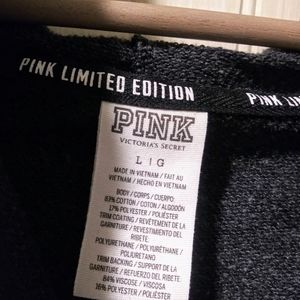 PINK LIMITED EDITION
PINK LIM
PINK
VICTORIA'S SECRET
L | G
MADE IN VIETNAM / FAIT AU
VIETNAM / HECHO EN VIETNAM
BODY / CORPS / CUERPO:
83% COTTON / COTON / ALGODÓN
17% POLYESTER / POLIÉSTER
TRIM COATING / REVÊTEMENT DE LA
GARNITURE / REVESTIMIENTO DEL
RIBETE:
POLYURETHANE / POLYURÉTHANE /
POLIURETANO
TRIM BACKING / SUPPORT DE LA
GARNITURE / REFUERZO DEL RIBETE:
84% VISCOSE / VISCOSA
16% POLYESTER / POLIÉSTER